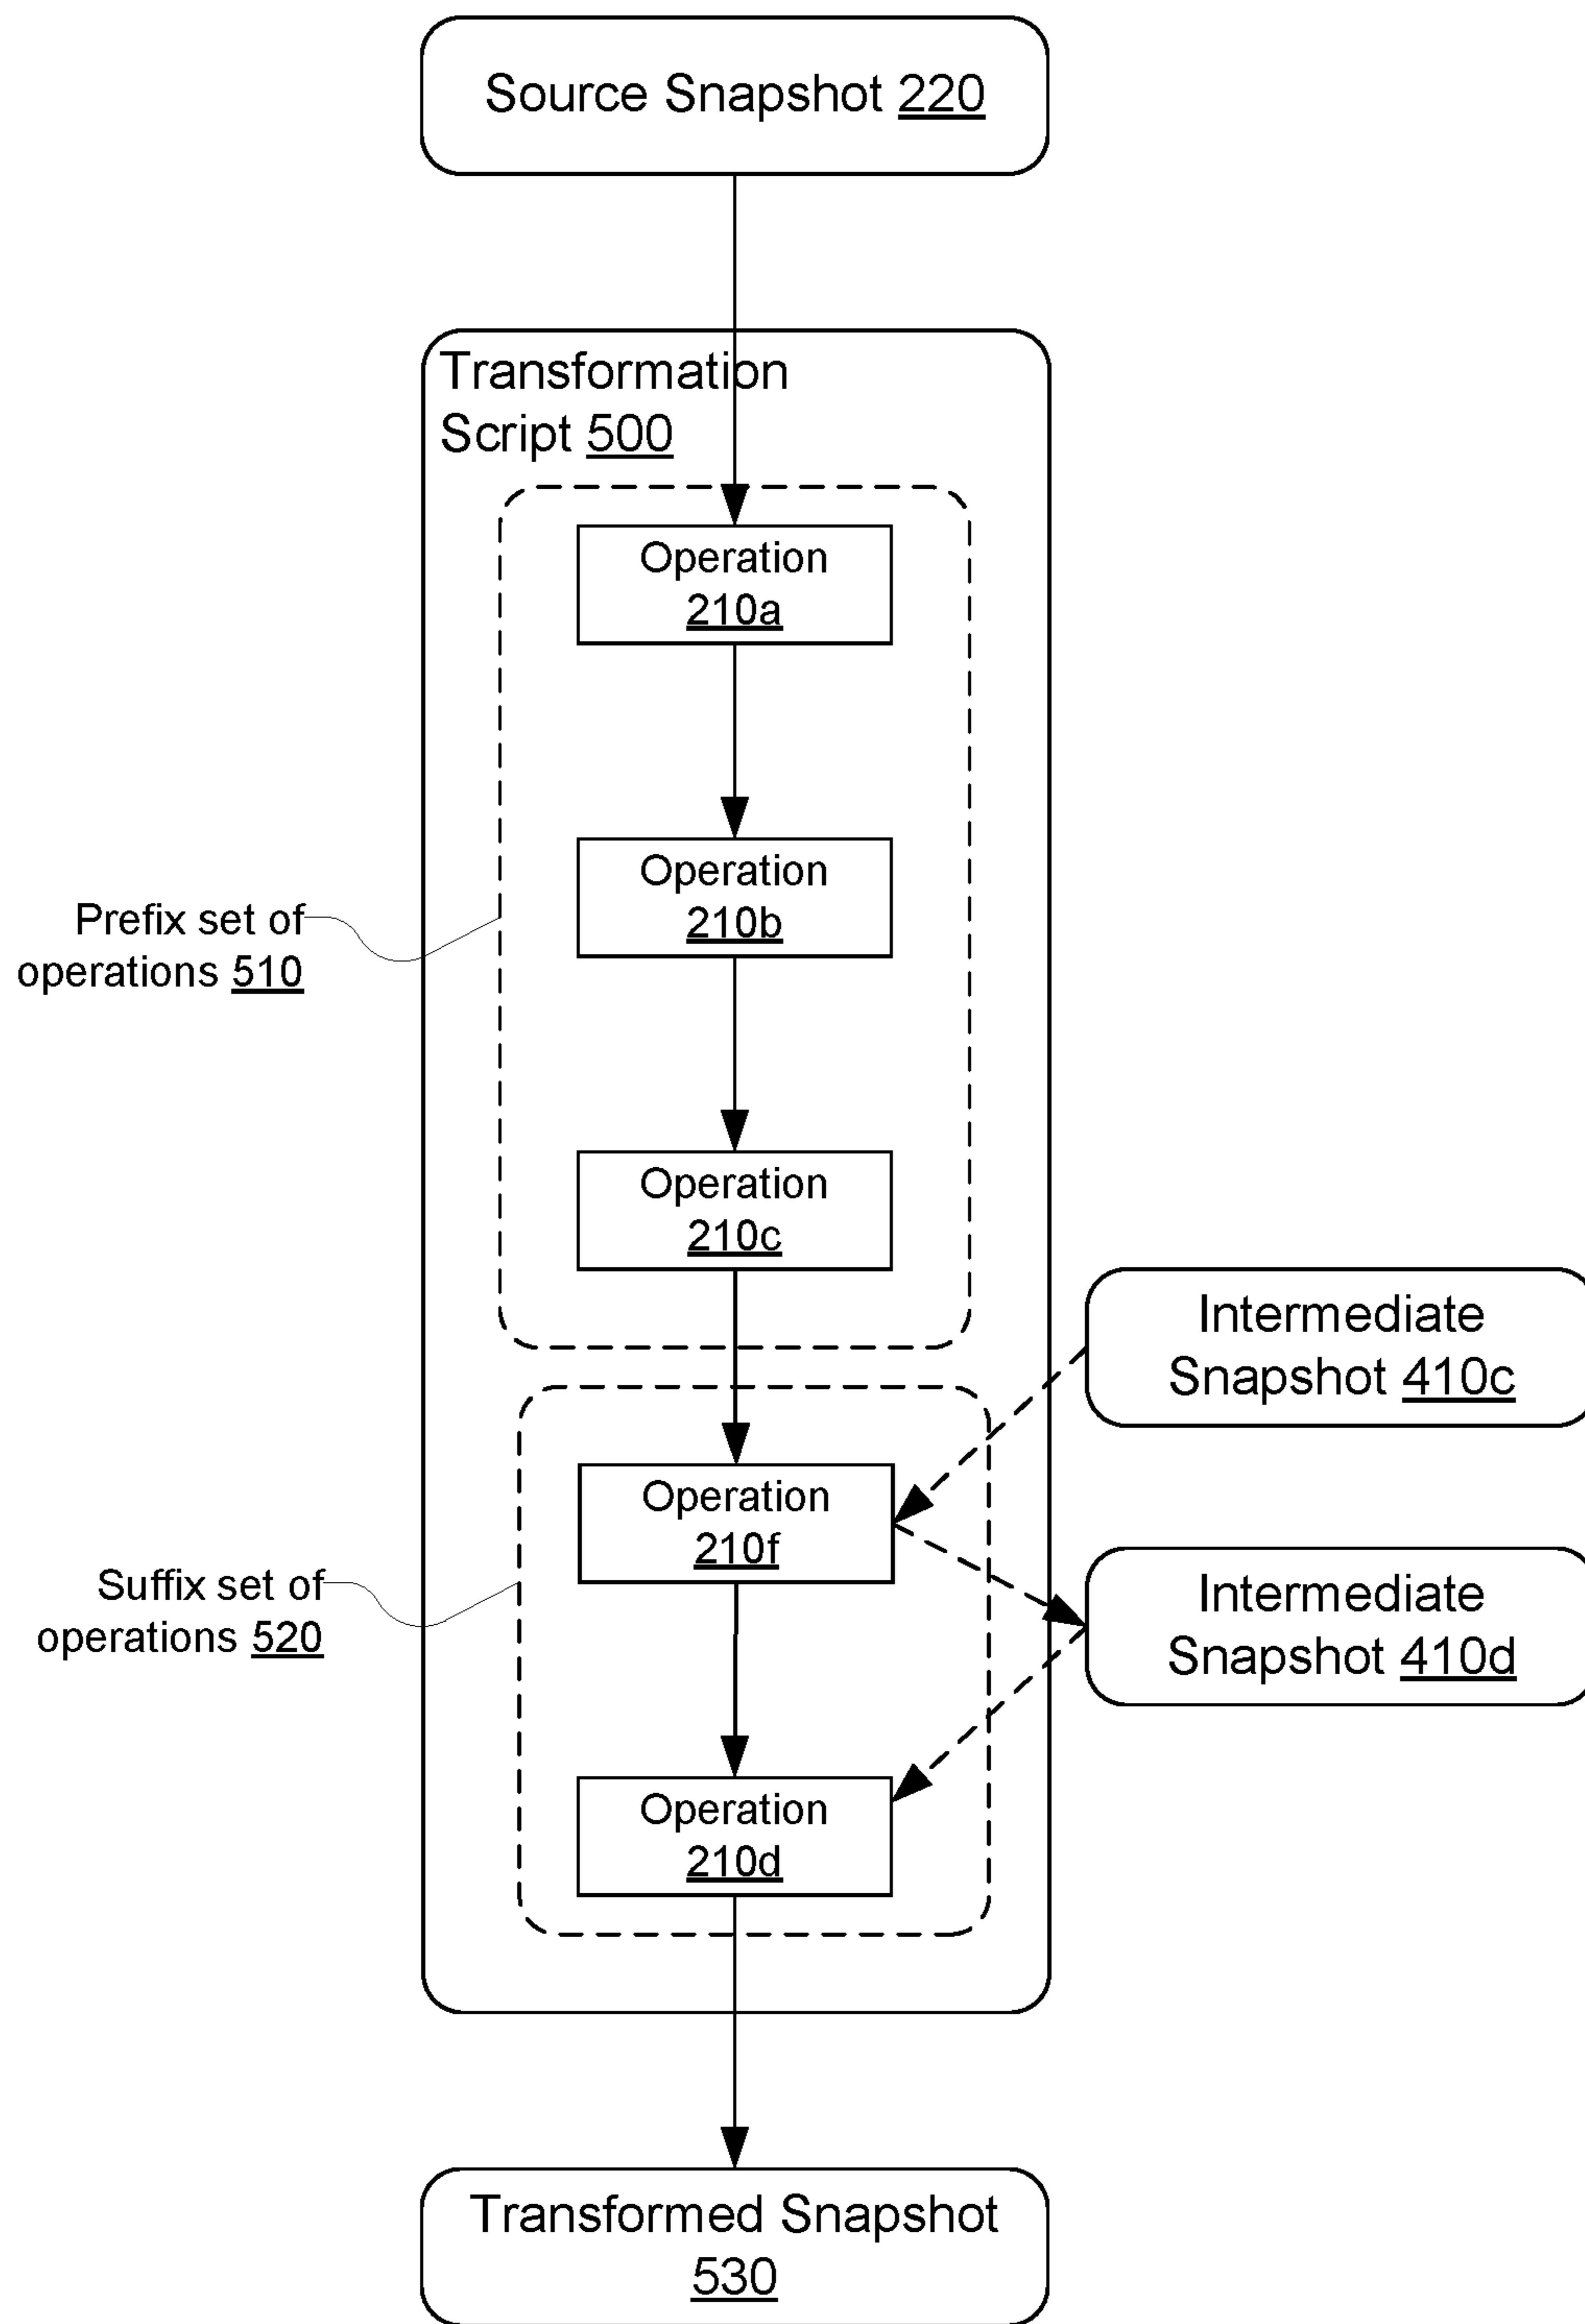 Source Snapshot 220
Transformation
Script 500
Operation
210a
Operation
210b
Prefix set of
operations 510
Operation
210c
Intermediate
Snapshot 410c
Operation
210f
Intermediate
Snapshot 410d
Suffix set of
operations 520
Operation
210d
Transformed Snapshot
530